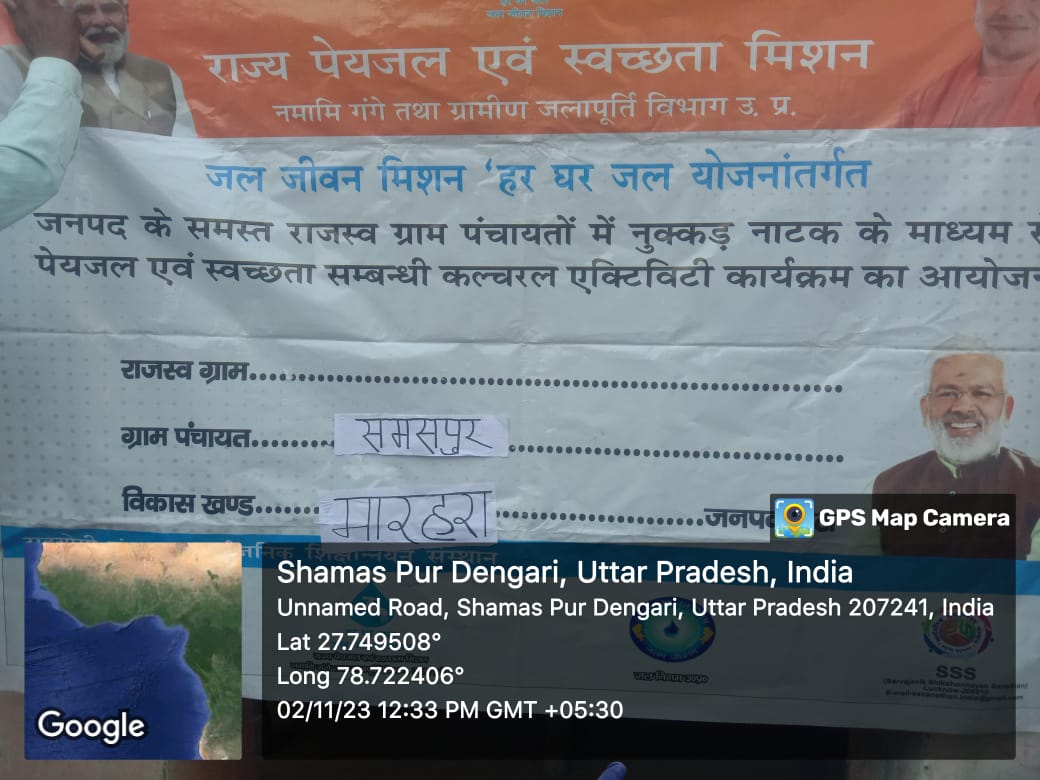 राज्य पेयजल एवं स्वच्छता मिशन
नमामि गंगे तथा ग्रामीण जलापूर्ति विभाग उ. प्र.
जल जीवन मिशन ‘हर घर जल योजनांतर्गत
जनपद के समस्त राजस्व ग्राम पंचायतों में नुक्कड़ नाटक के माध्यम
पेयजल एवं स्वच्छता सम्बन्धी कल्चरल एक्टिविटी कार्यक्रम का आयोजन
राजस्व ग्राम
ग्राम पंचायत समसपुर
विकास खण्ड मारहरा
GPS Map Camera
Shamas Pur Dengari, Uttar Pradesh, India
Unnamed Road, Shamas Pur Dengari, Uttar Pradesh 207241, India
Lat 27.749508°
Long 78.722406°
02/11/23 12:33 PM GMT +05:30
Google
SSS